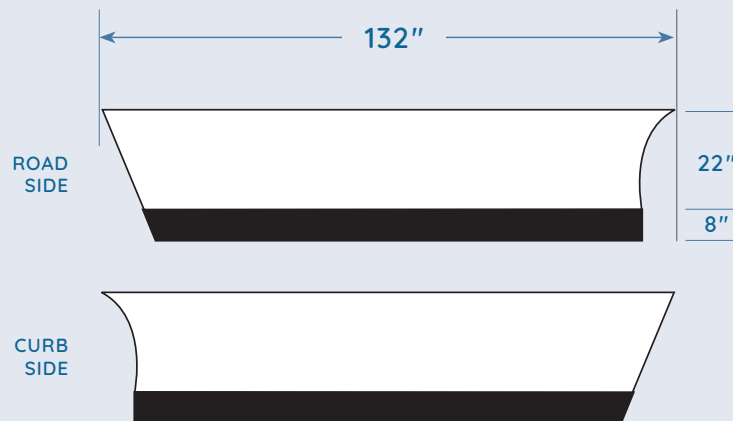 132"
ROAD
SIDE
22"
8"
CURB
SIDE